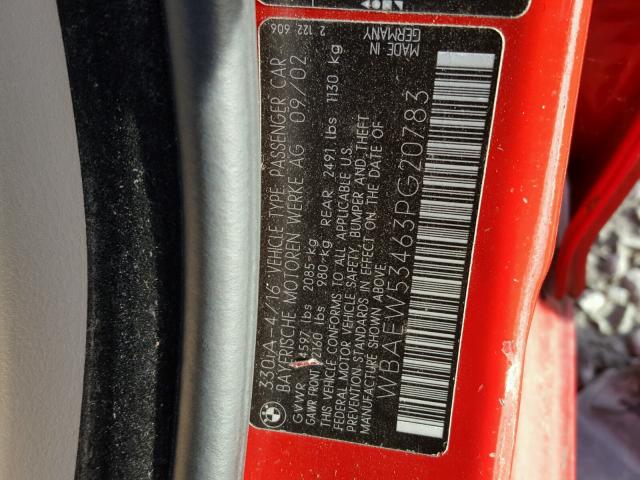 330iA-4/16 VEHICLE TYPE: PASSENGER CAR
BAYERISCHE MOTOREN WERKE AG 09/02
GVWR 4597 lbs 2085 kg
GAWR FRONT 2160 lbs 980 kg REAR 2491 lbs 1130 kg
THIS VEHICLE CONFORMS TO ALL APPLICABLE U.S.
FEDERAL MOTOR VEHICLE SAFETY, BUMPER AND THEFT
PREVENTION STANDARDS IN EFFECT ON THE DATE OF
MANUFACTURE SHOWN ABOVE.
WBAEW53463PG20783
2 122 606
MADE IN
GERMANY